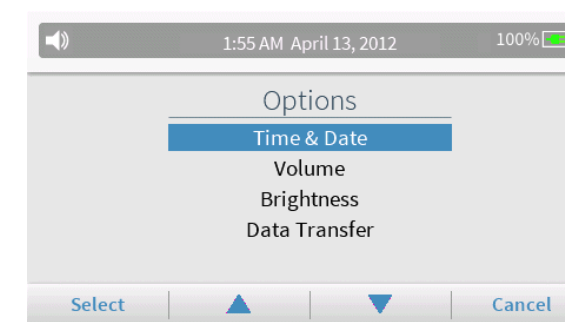 1:55 AM April 13, 2012 100%
Options
Time & Date
Volume
Brightness
Data Transfer
Select Cancel